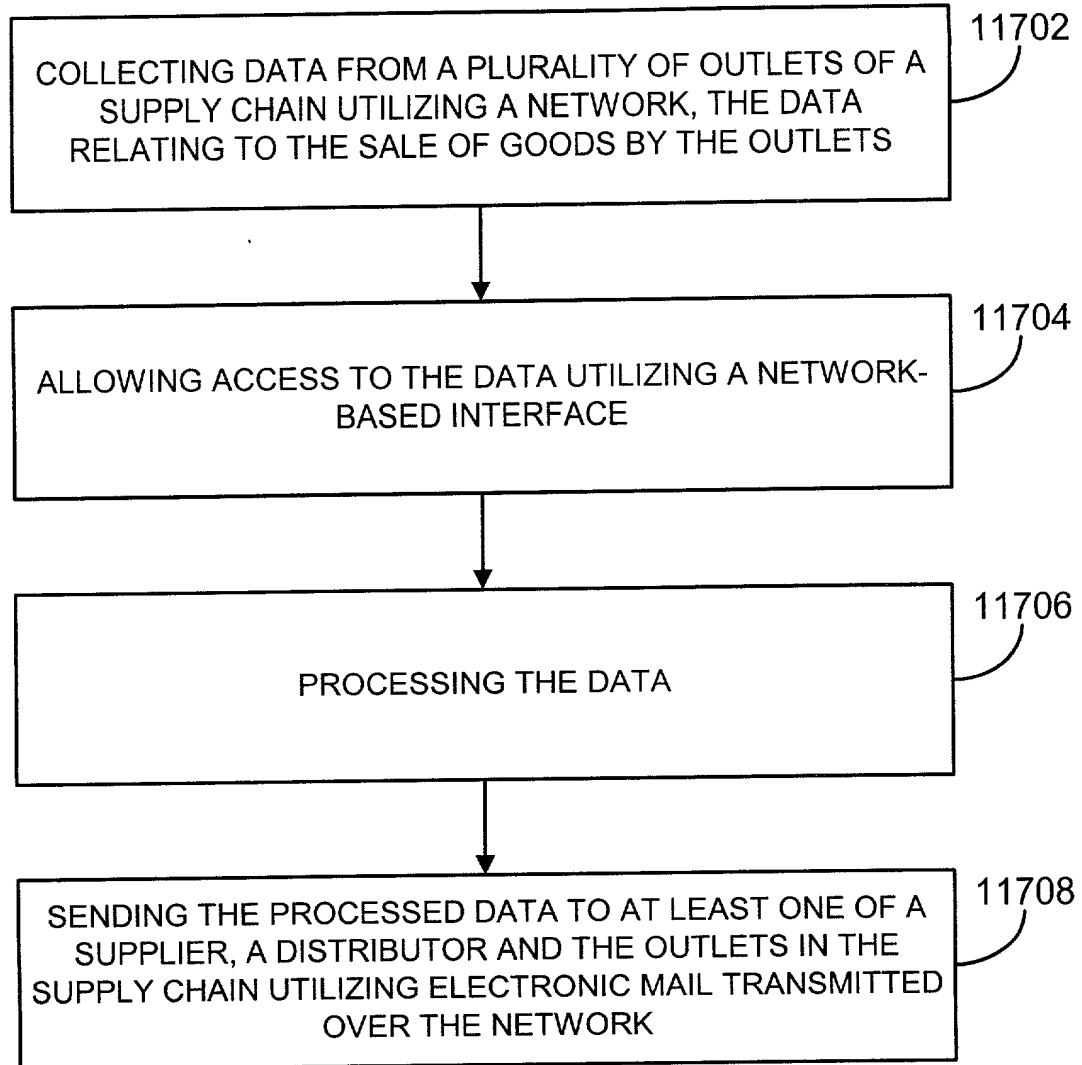 11702
COLLECTING DATA FROM A PLURALITY OF OUTLETS OF A
SUPPLY CHAIN UTILIZING A NETWORK, THE DATA
RELATING TO THE SALE OF GOODS BY THE OUTLETS
11704
ALLOWING ACCESS TO THE DATA UTILIZING A NETWORK-
BASED INTERFACE
11706
PROCESSING THE DATA
11708
SENDING THE PROCESSED DATA TO AT LEAST ONE OF A
SUPPLIER, A DISTRIBUTOR AND THE OUTLETS IN THE
SUPPLY CHAIN UTILIZING ELECTRONIC MAIL TRANSMITTED
OVER THE NETWORK